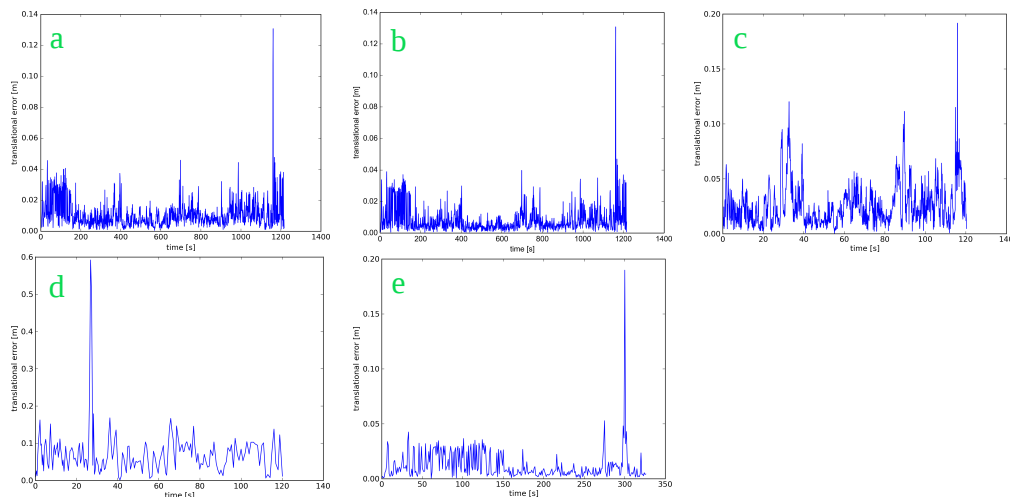 a
0.14
0.12
0.10
0.08
0.06
0.04
0.02
0.00
translational error [m]
0 200 400 600 800 1000 1200 1400
time [s]
b
0.14
0.12
0.10
0.08
0.06
0.04
0.02
0.00
translational error [m]
0 200 400 600 800 1000 1200 1400
time [s]
c
0.20
0.15
0.10
0.05
0.00
translational error [m]
0 20 40 60 80 100 120 140
time [s]
d
0.6
0.5
0.4
0.3
0.2
0.1
0.0
translational error [m]
0 20 40 60 80 100 120 140
time [s]
e
0.20
0.15
0.10
0.05
0.00
translational error [m]
0 50 100 150 200 250 300 350
time [s]